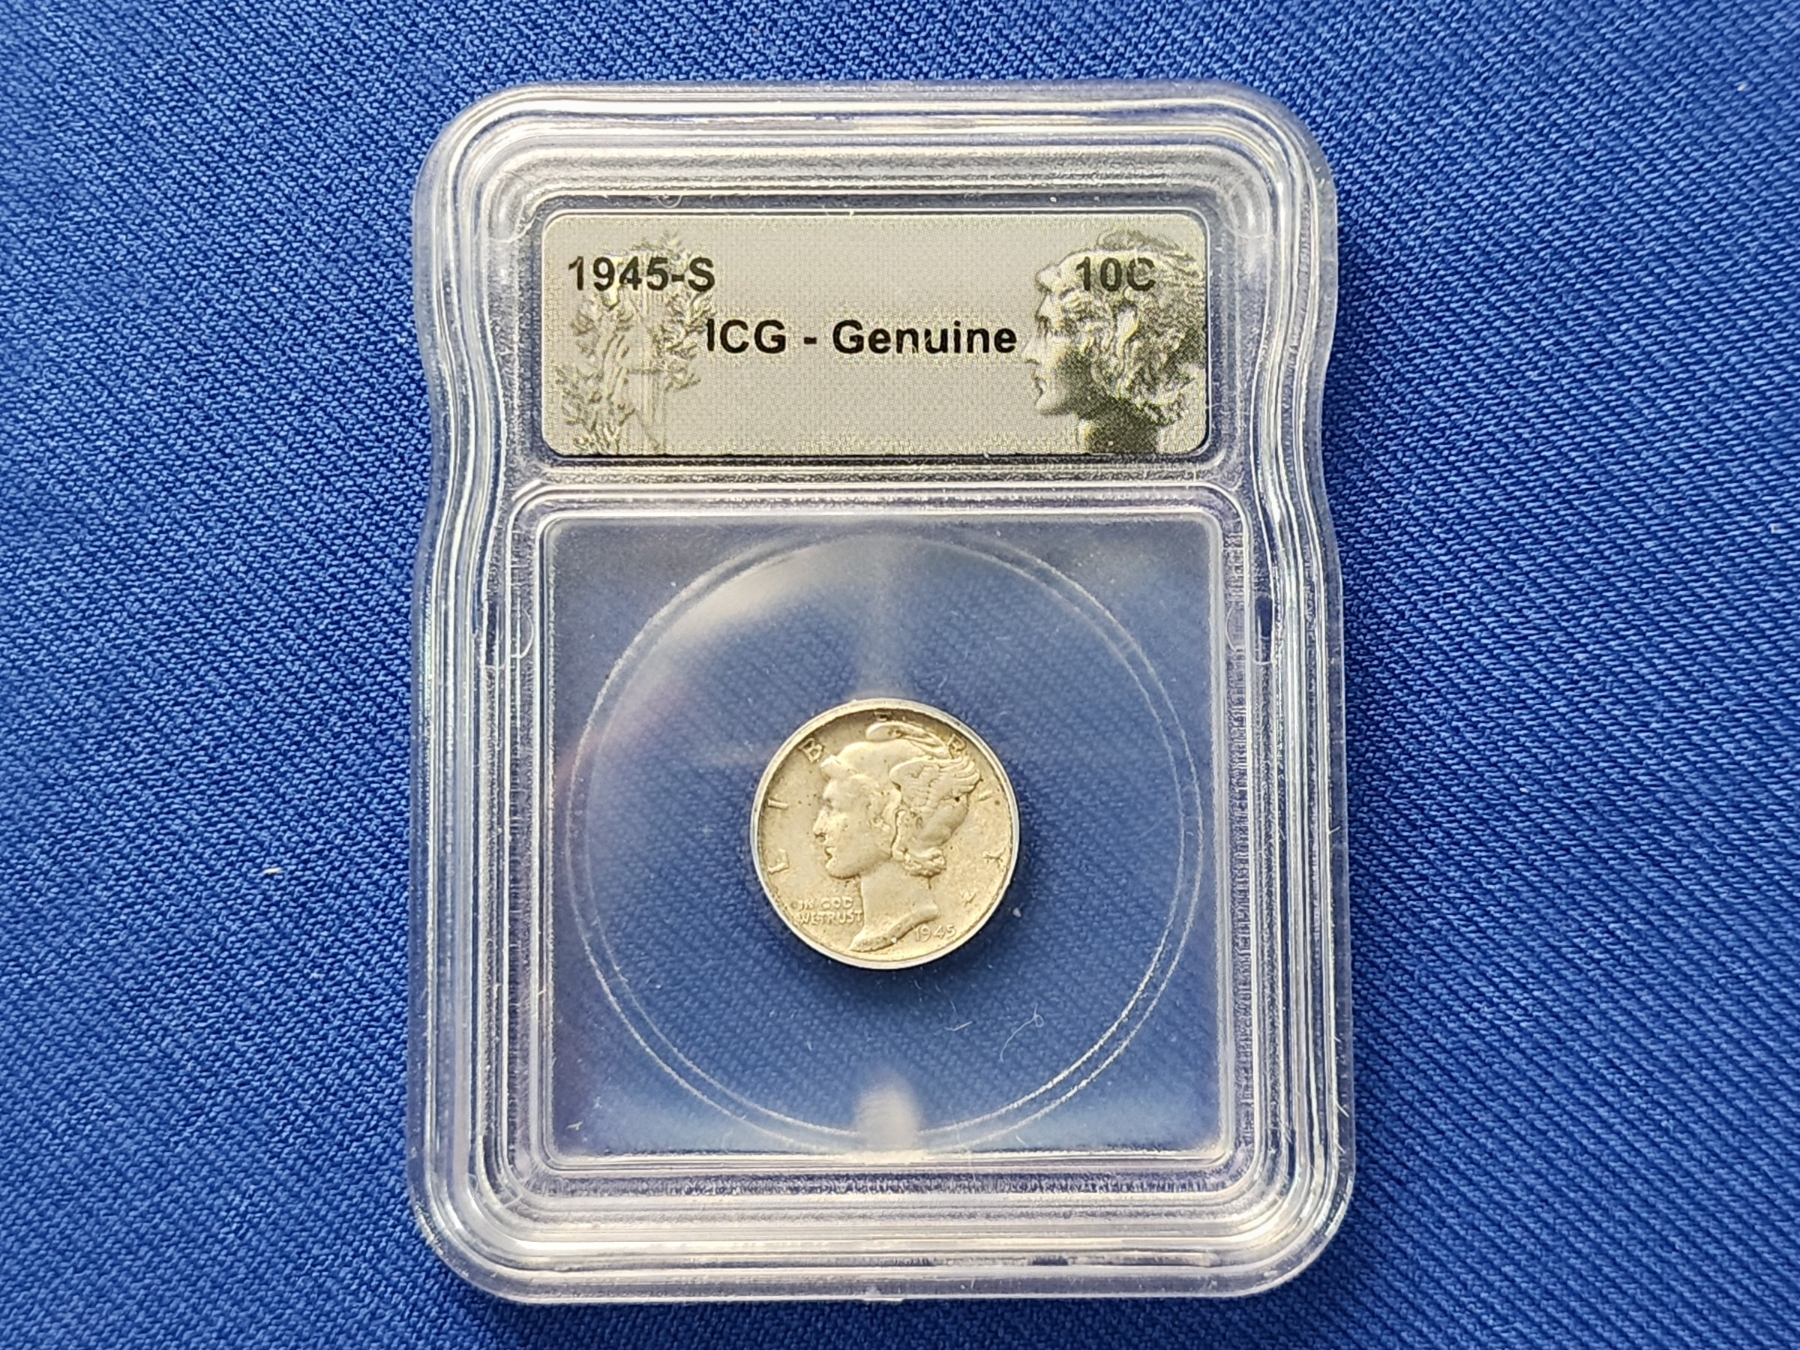 1945-S 10C
ICG - Genuine
LIBERTY
IN GOD
WE TRUST
1945